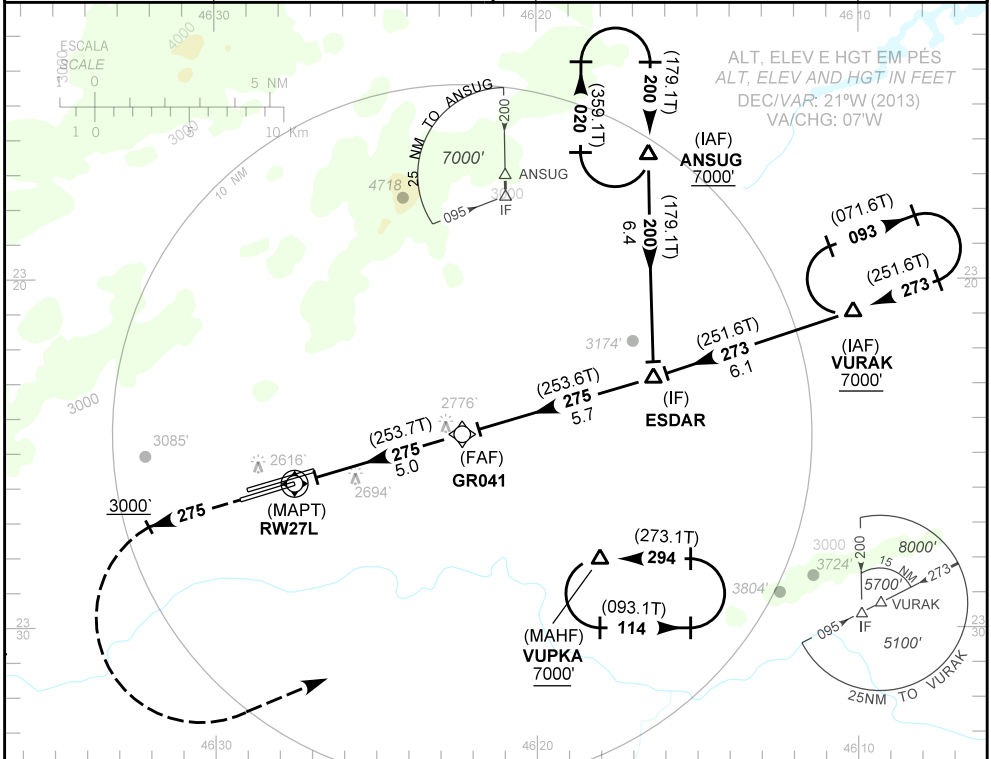 46 30
46 20
46 10
ESCALA
SCALE
0 5 NM
1 0 5 10 Km
4000
3000
3000
ALT, ELEV E HGT EM PÉS
ALT, ELEV AND HGT IN FEET
DEC/VAR: 21ºW (2013)
VA/CHG: 07'W
(179.1T)
200
(359.1T)
020
(IAF)
ANSUG
7000'
25 NM TO ANSUG
200
7000'
ANSUG
3000
IF
095
4718
10 NM
(179.1T)
200
6.4
(071.6T)
093
(251.6T)
273
23
20
23
20
(IAF)
VURAK
7000'
(251.6T)
273
6.1
3174'
(IF)
ESDAR
(253.6T)
275
5.7
3000
2776'
(253.7T)
275
5.0
(FAF)
GR041
3085'
2616'
2694'
(MAPT)
RW27L
3000'
275
(273.1T)
294
(093.1T)
114
(MAHF)
VUPKA
7000'
3000
3724'
3804'
200
8000'
15 NM
273
5700'
VURAK
IF
095
5100'
25NM TO VURAK
23
30
23
30
46 30
46 20
46 10